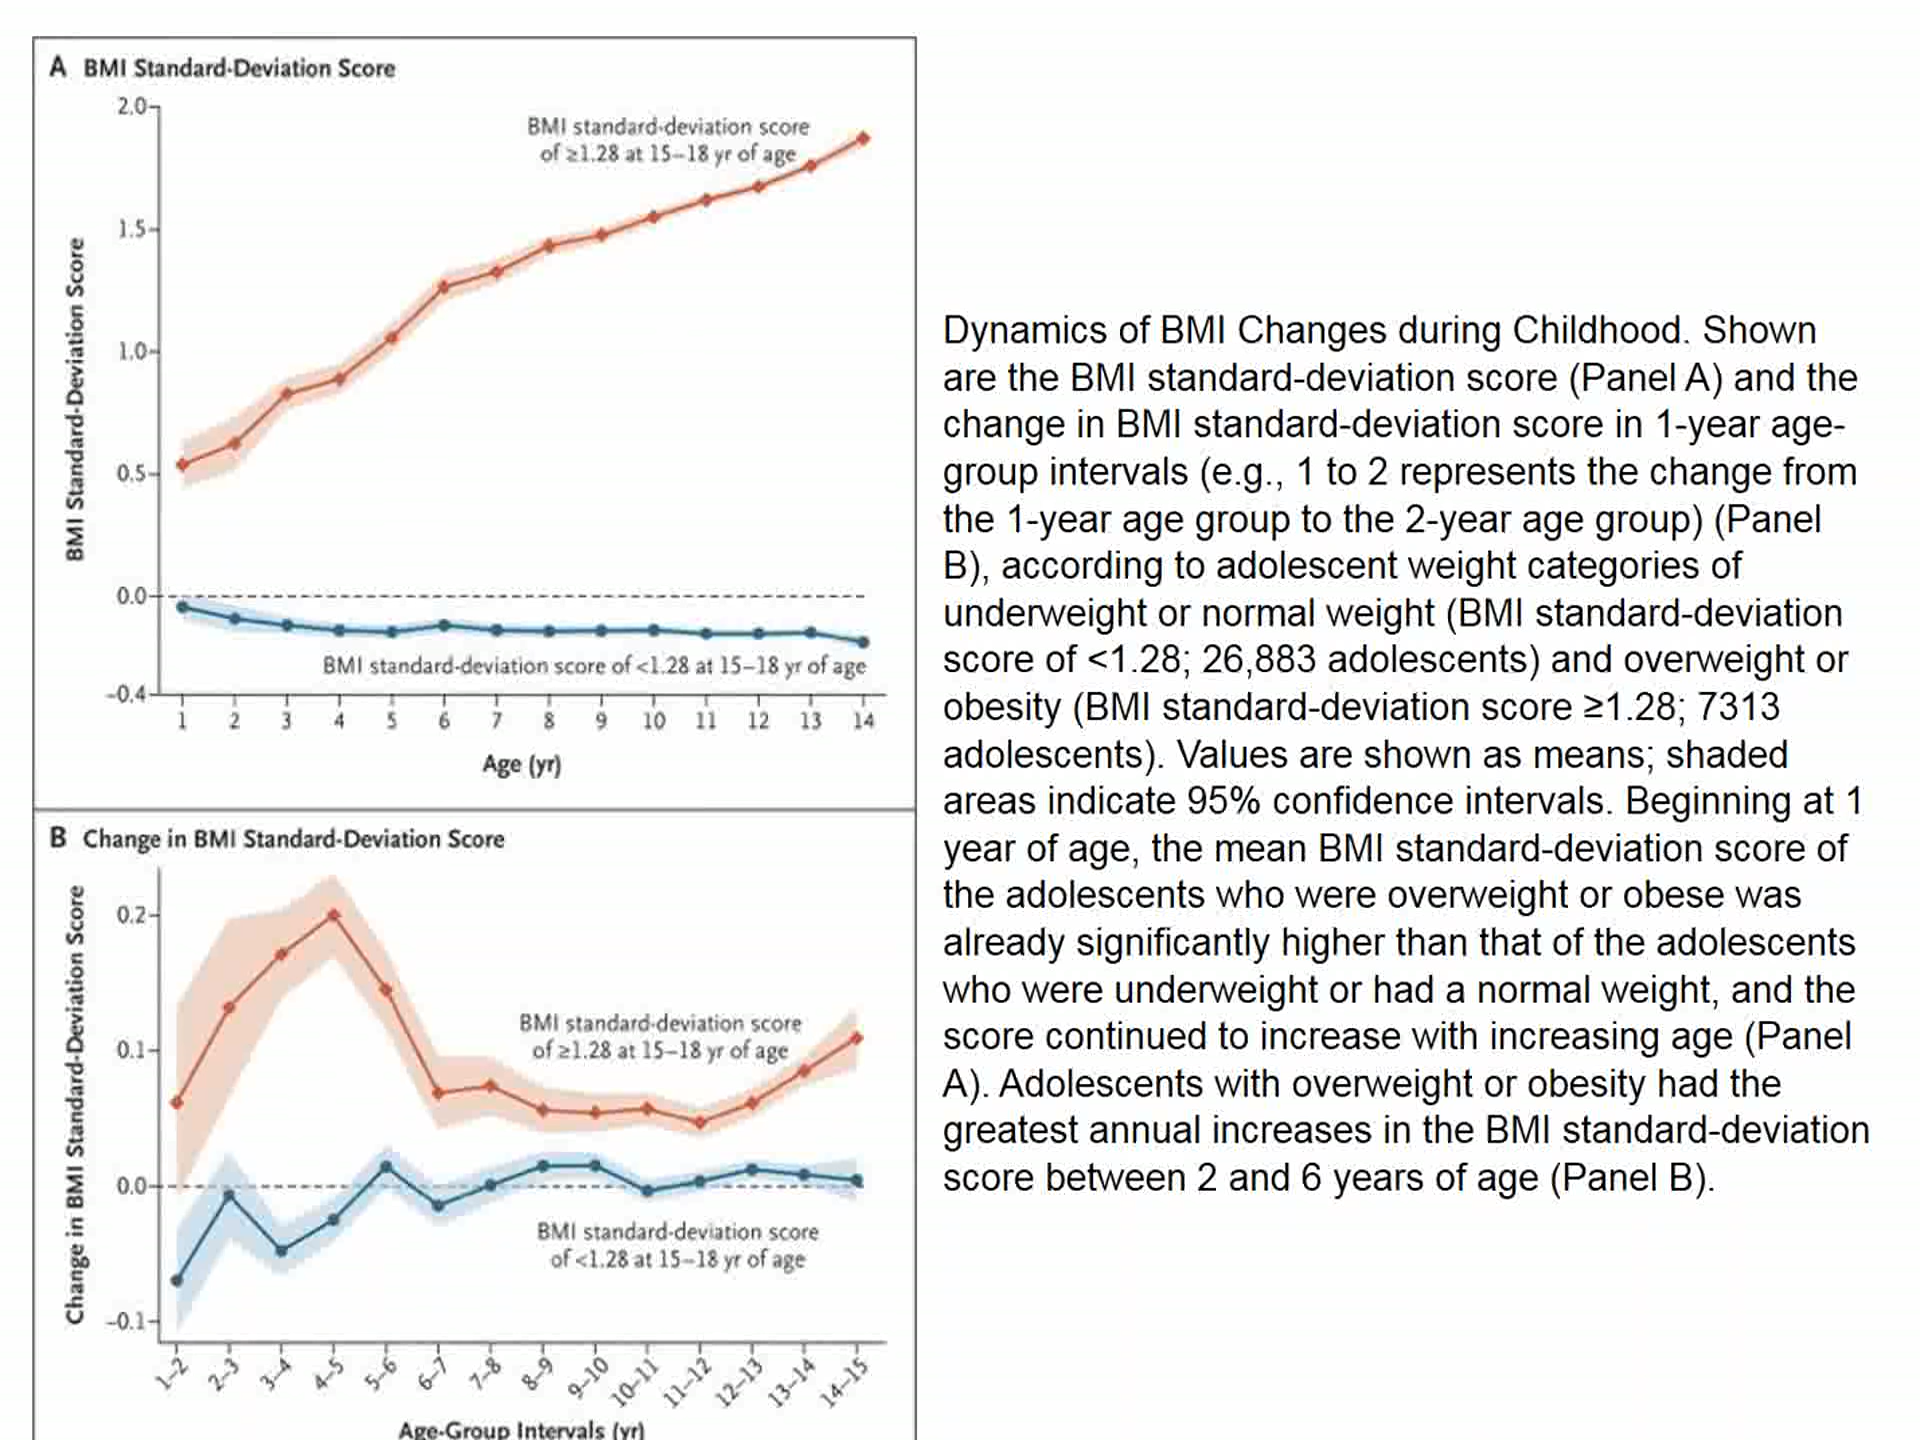 A BMI Standard-Deviation Score
BMI Standard-Deviation Score
2.0
1.5
1.0
0.5
0.0
–0.4
BMI standard-deviation score
of ≥1.28 at 15–18 yr of age
BMI standard-deviation score of <1.28 at 15–18 yr of age
1 2 3 4 5 6 7 8 9 10 11 12 13 14
Age (yr)
B Change in BMI Standard-Deviation Score
Change in BMI Standard-Deviation Score
0.2
0.1
0.0
–0.1
BMI standard-deviation score
of ≥1.28 at 15–18 yr of age
BMI standard-deviation score
of <1.28 at 15–18 yr of age
1–2 2–3 3–4 4–5 5–6 6–7 7–8 8–9 9–10 10–11 11–12 12–13 13–14 14–15
Age-Group Intervals (yr)
Dynamics of BMI Changes during Childhood. Shown
are the BMI standard-deviation score (Panel A) and the
change in BMI standard-deviation score in 1-year age-
group intervals (e.g., 1 to 2 represents the change from
the 1-year age group to the 2-year age group) (Panel
B), according to adolescent weight categories of
underweight or normal weight (BMI standard-deviation
score of <1.28; 26,883 adolescents) and overweight or
obesity (BMI standard-deviation score ≥1.28; 7313
adolescents). Values are shown as means; shaded
areas indicate 95% confidence intervals. Beginning at 1
year of age, the mean BMI standard-deviation score of
the adolescents who were overweight or obese was
already significantly higher than that of the adolescents
who were underweight or had a normal weight, and the
score continued to increase with increasing age (Panel
A). Adolescents with overweight or obesity had the
greatest annual increases in the BMI standard-deviation
score between 2 and 6 years of age (Panel B).